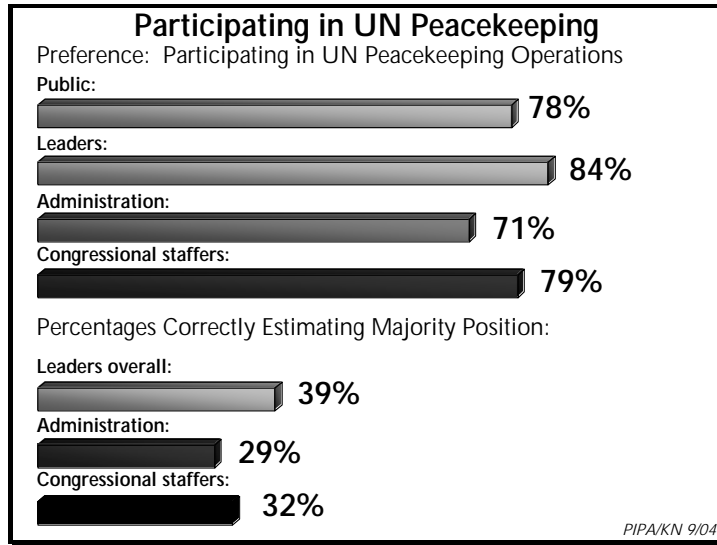 Participating in UN Peacekeeping
Preference: Participating in UN Peacekeeping Operations
Public:
78%
Leaders:
84%
Administration:
71%
Congressional staffers:
79%
Percentages Correctly Estimating Majority Position:
Leaders overall:
39%
Administration:
29%
Congressional staffers:
32%
PIPA/KN 9/04